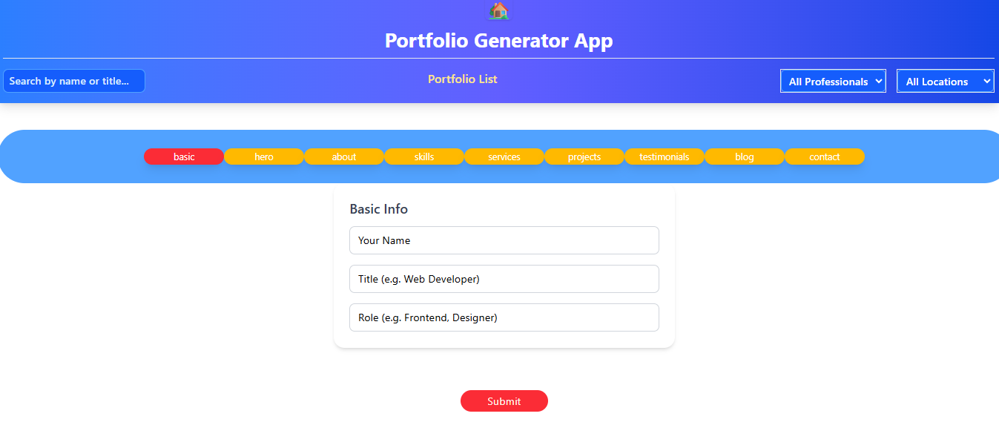 Portfolio Generator App
Search by name or title... Portfolio List All Professionals All Locations
basic hero about skills services projects testimonials blog contact
Basic Info
Your Name
Title (e.g. Web Developer)
Role (e.g. Frontend, Designer)
Submit